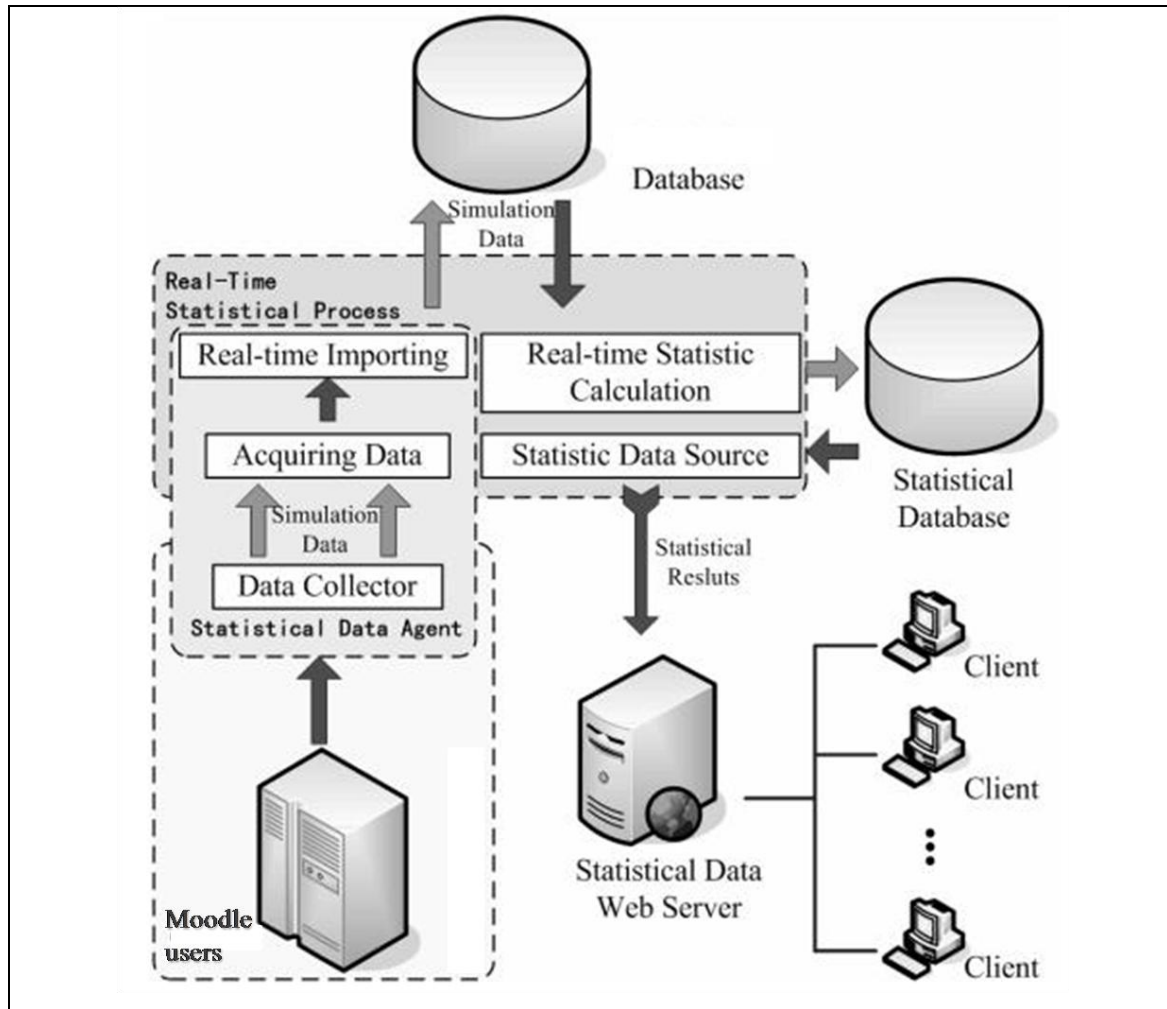 Database
Simulation
Data
Real-Time
Statistical Process
Real-time Importing
Real-time Statistic
Calculation
Acquiring Data
Statistic Data Source
Simulation
Data
Data Collector
Statistical Data Agent
Statistical
Database
Statistical
Resluts
Client
Client
Client
Statistical Data
Web Server
Moodle
users